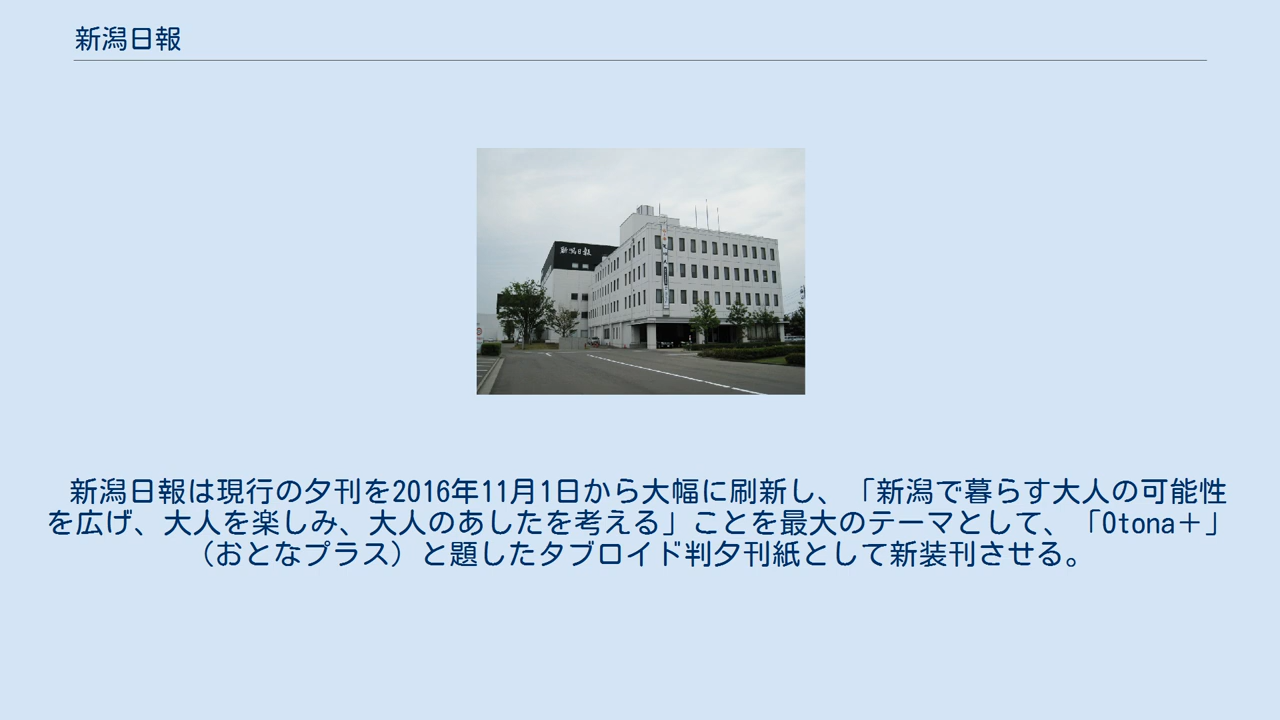 新潟日報
新潟日報
新潟日報は現行の夕刊を2016年11月1日から大幅に刷新し、「新潟で暮らす大人の可能性
を広げ、大人を楽しみ、大人のあしたを考える」ことを最大のテーマとして、「Otona＋」
（おとなプラス）と題したタブロイド判夕刊紙として新装刊させる。